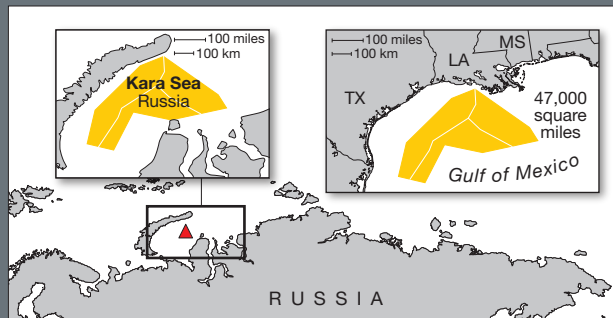 100 miles
100 km
Kara Sea
Russia
100 miles
100 km
MS
LA
TX
47,000
square
miles
Gulf of Mexico
RUSSIA